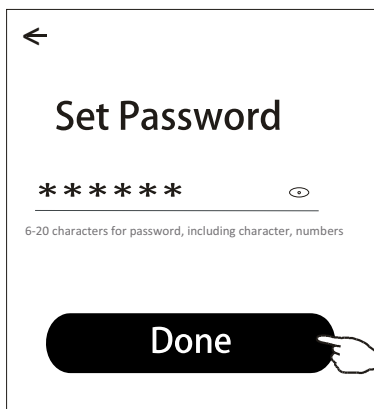 Set Password
******
6-20 characters for password, including character, numbers
Done